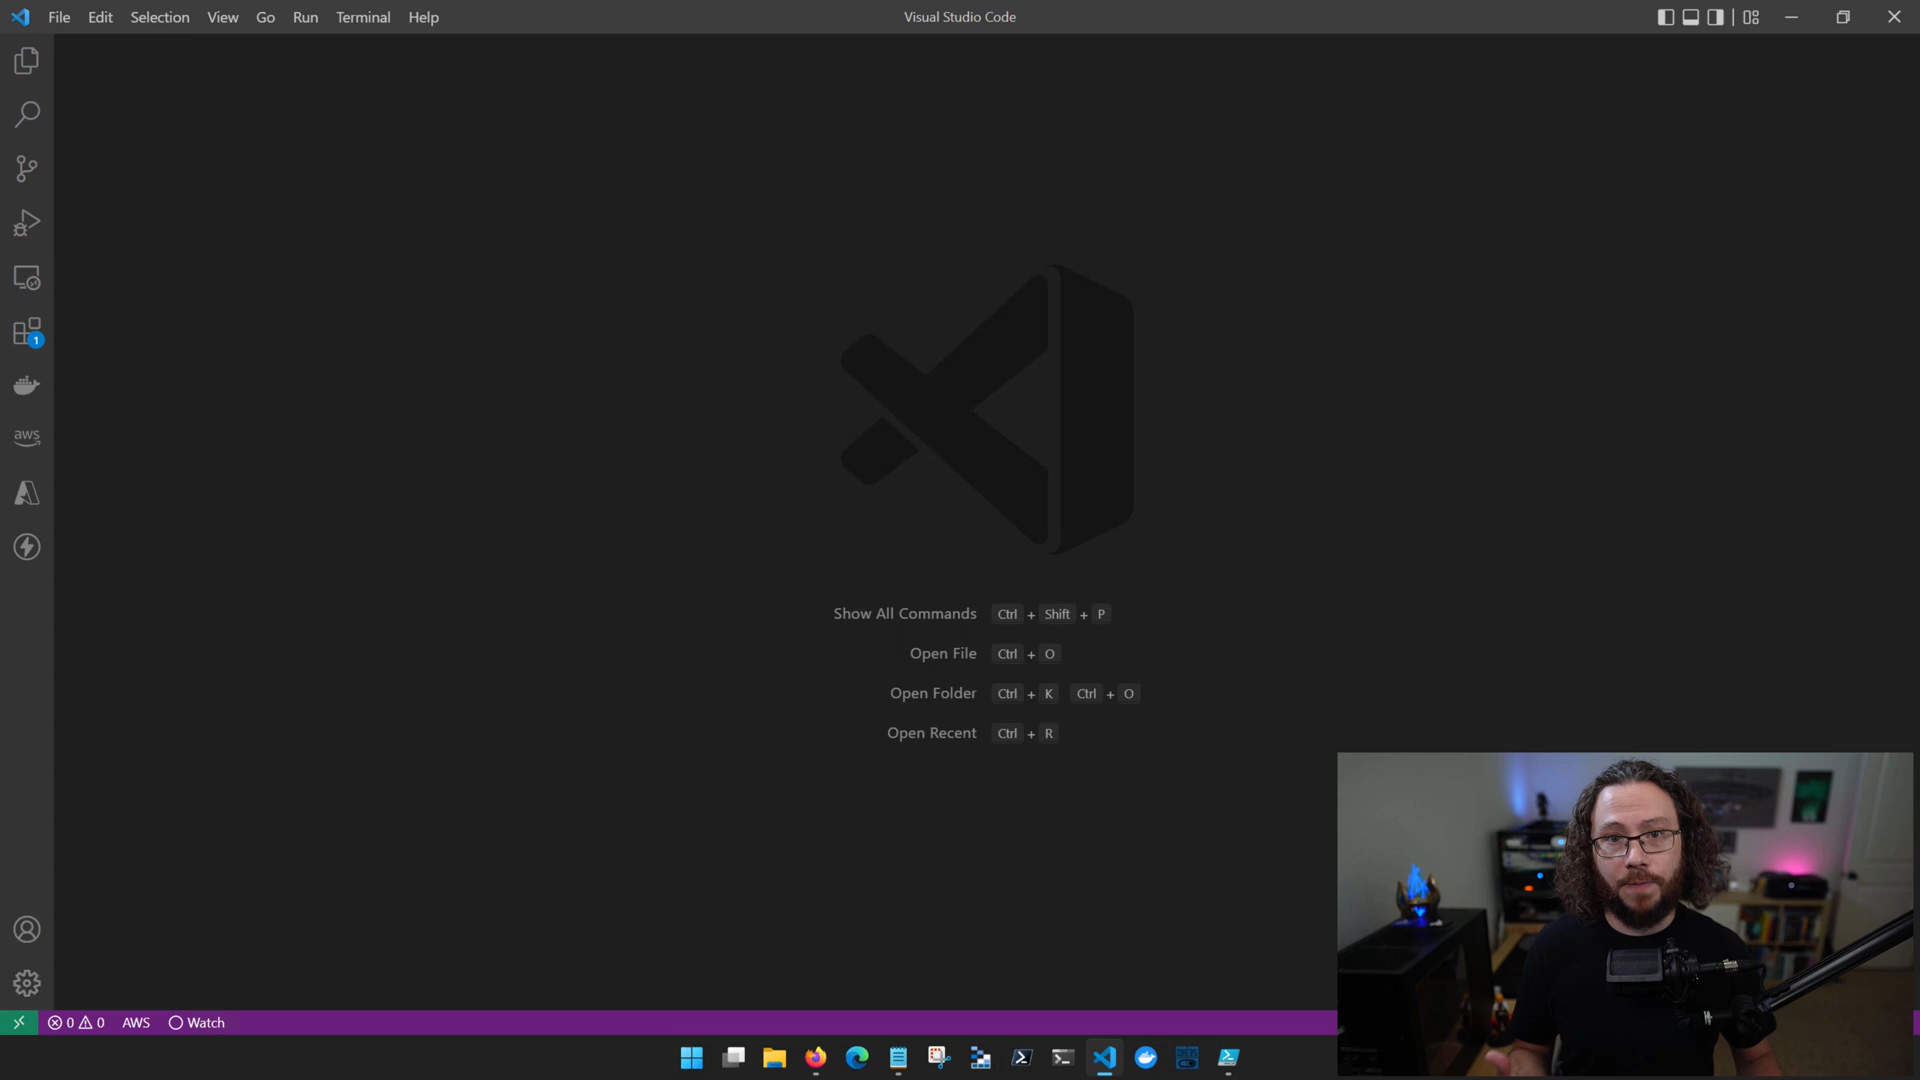 File Edit Selection View Go Run Terminal Help
Visual Studio Code
1
aws
Show All Commands Ctrl + Shift + P
Open File Ctrl + O
Open Folder Ctrl + K Ctrl + O
Open Recent Ctrl + R
0 0 AWS Watch